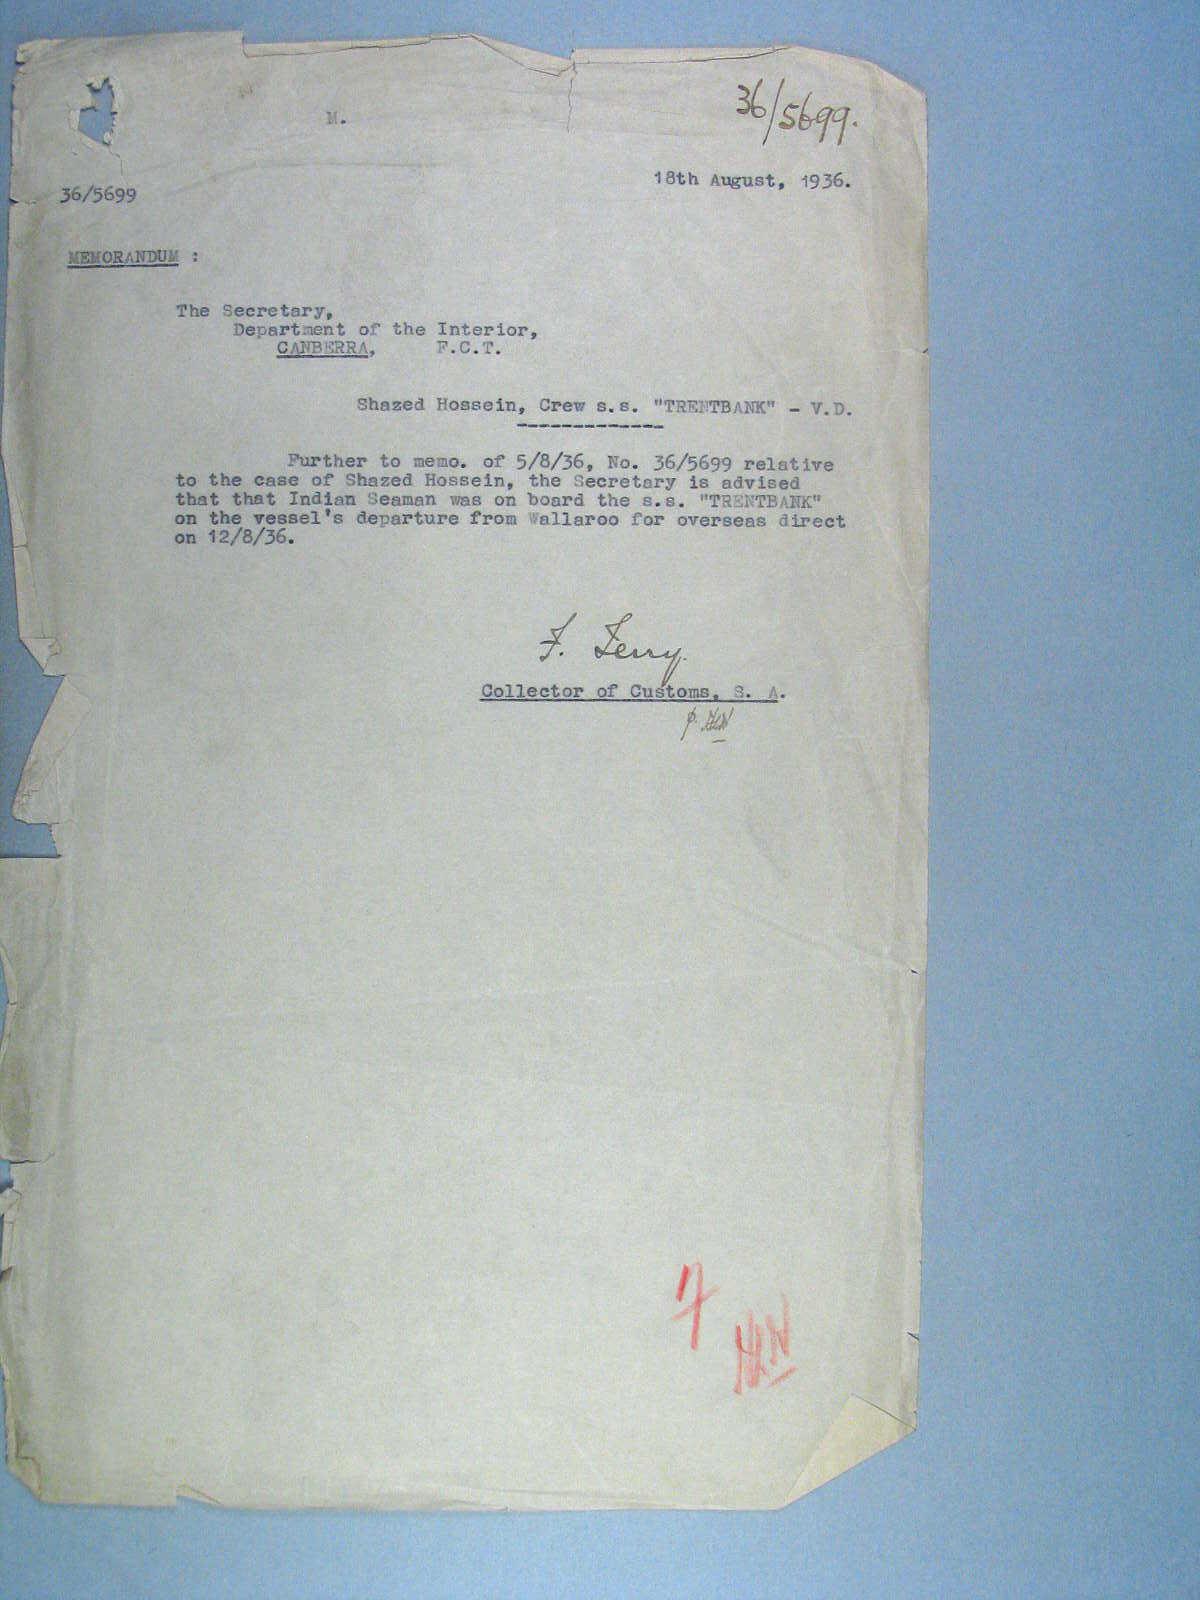 36/5699.
M.
18th August, 1936.
36/5699
MEMORANDUM :
The Secretary,
Department of the Interior,
CANBERRA, F.C.T.
Shazed Hossein, Crew s.s. "TRENTBANK" - V.D.
Further to memo. of 5/8/36, No. 36/5699 relative
to the case of Shazed Hossein, the Secretary is advised
that that Indian Seaman was on board the s.s. "TRENTBANK"
on the vessel's departure from Wallaroo for overseas direct
on 12/8/36.
Collector of Customs, S. A.